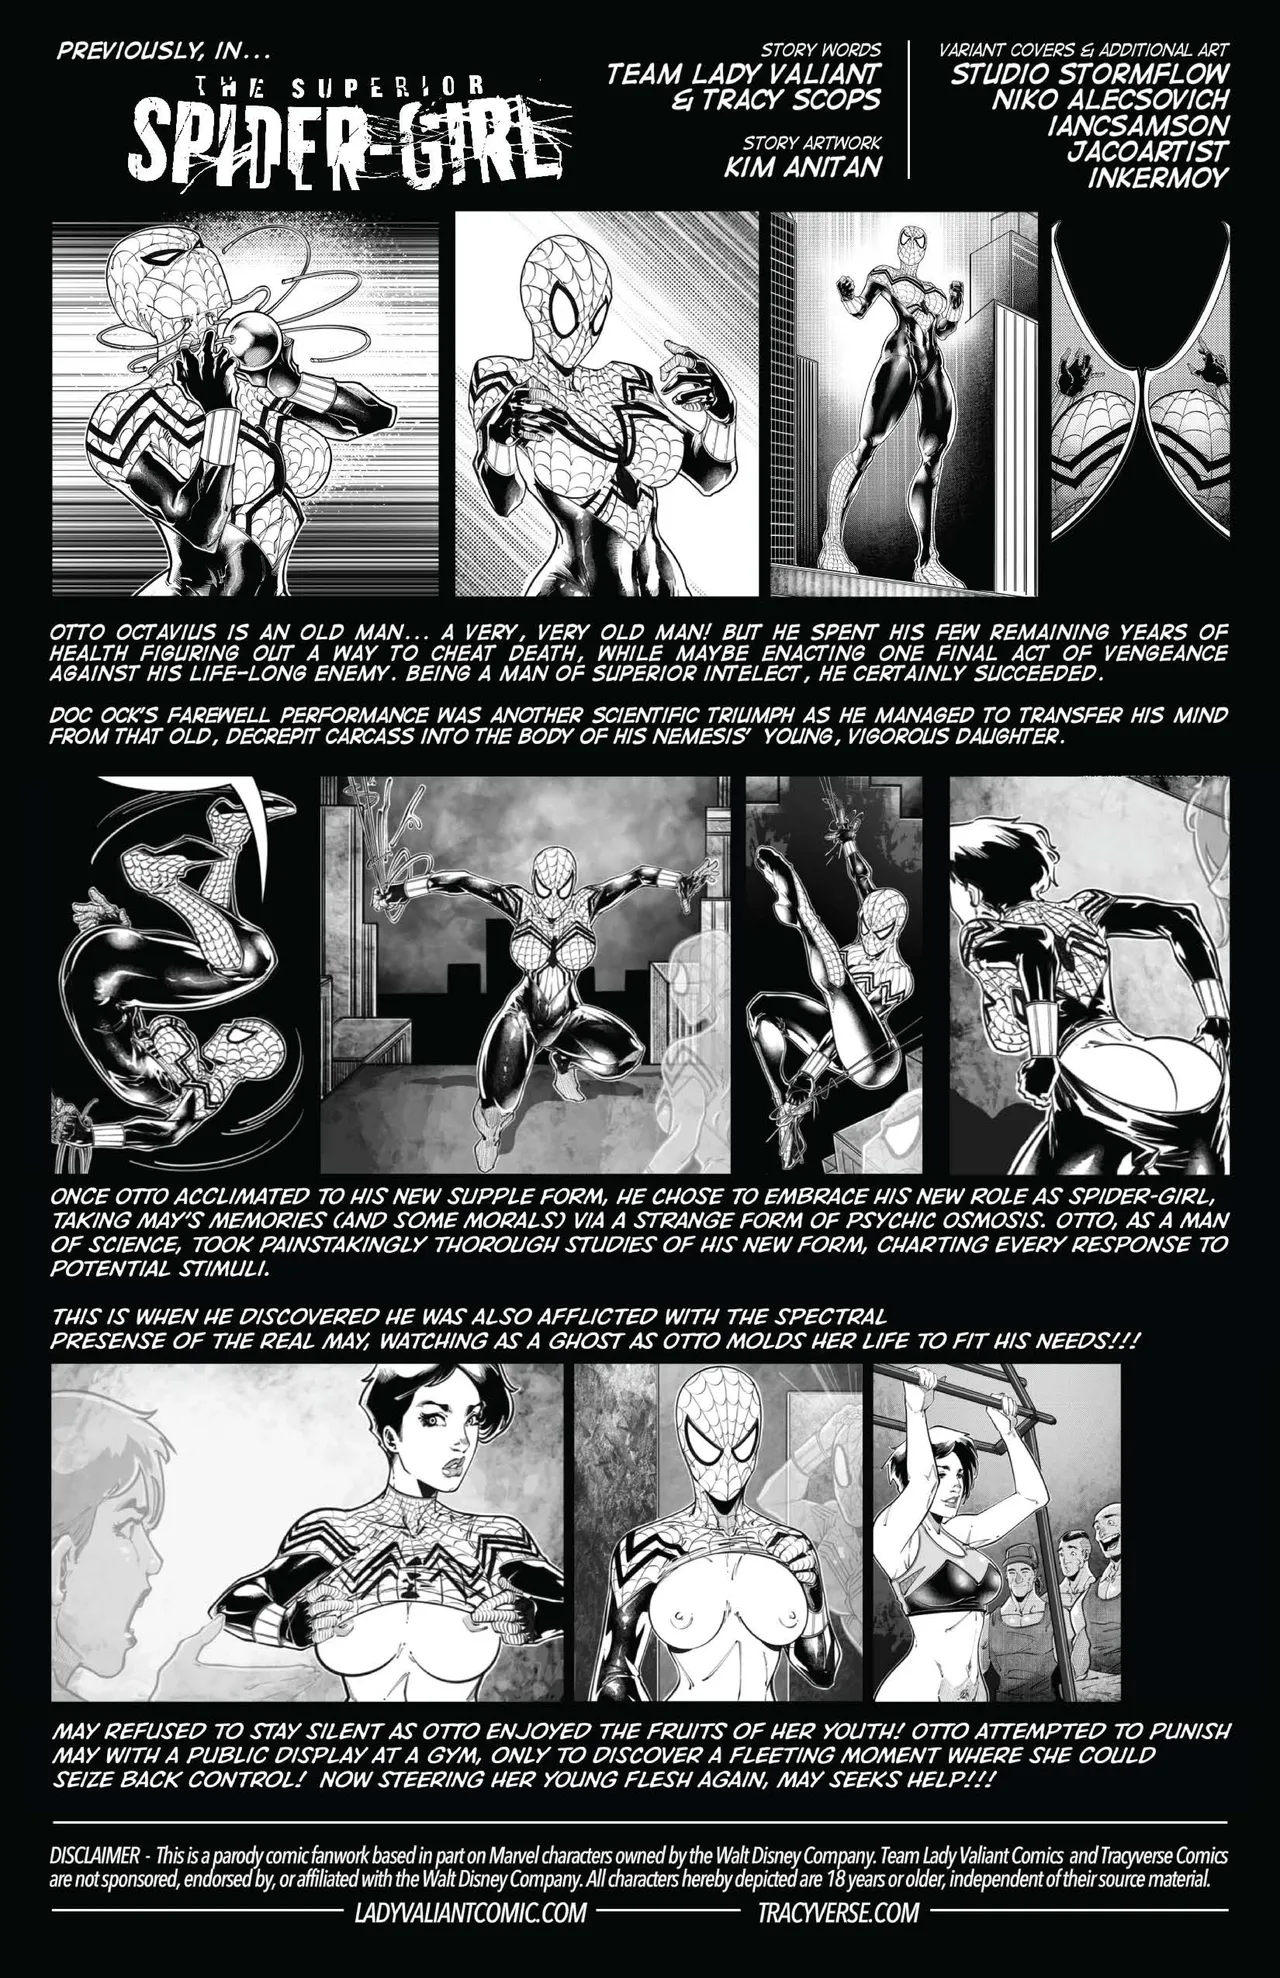 PREVIOUSLY, IN...
THE SUPERIOR
SPIDER-GIRL
STORY WORDS
TEAM LADY VALIANT
& TRACY SCOPS
STORY ARTWORK
KIM ANITAN
VARIANT COVERS & ADDITIONAL ART
STUDIO STORMFLOW
NIKO ALECSOVICH
IANCSAMSON
JACOARTIST
INKERMOY
OTTO OCTAVIUS IS AN OLD MAN... A VERY, VERY OLD MAN! BUT HE SPENT HIS FEW REMAINING YEARS OF
HEALTH FIGURING OUT A WAY TO CHEAT DEATH, WHILE MAYBE ENACTING ONE FINAL ACT OF VENGEANCE
AGAINST HIS LIFE-LONG ENEMY. BEING A MAN OF SUPERIOR INTELECT, HE CERTAINLY SUCCEEDED.
DOC OCK'S FAREWELL PERFORMANCE WAS ANOTHER SCIENTIFIC TRIUMPH AS HE MANAGED TO TRANSFER HIS MIND
FROM THAT OLD, DECREPIT CARCASS INTO THE BODY OF HIS NEMESIS' YOUNG, VIGOROUS DAUGHTER.
ONCE OTTO ACCLIMATED TO HIS NEW SUPPLE FORM, HE CHOSE TO EMBRACE HIS NEW ROLE AS SPIDER-GIRL,
TAKING MAY'S MEMORIES (AND SOME MORALS) VIA A STRANGE FORM OF PSYCHIC OSMOSIS. OTTO, AS A MAN
OF SCIENCE, TOOK PAINSTAKINGLY THOROUGH STUDIES OF HIS NEW FORM, CHARTING EVERY RESPONSE TO
POTENTIAL STIMULI.
THIS IS WHEN HE DISCOVERED HE WAS ALSO AFFLICTED WITH THE SPECTRAL
PRESENSE OF THE REAL MAY, WATCHING AS A GHOST AS OTTO MOLDS HER LIFE TO FIT HIS NEEDS!!!
MAY REFUSED TO STAY SILENT AS OTTO ENJOYED THE FRUITS OF HER YOUTH! OTTO ATTEMPTED TO PUNISH
MAY WITH A PUBLIC DISPLAY AT A GYM, ONLY TO DISCOVER A FLEETING MOMENT WHERE SHE COULD
SEIZE BACK CONTROL! NOW STEERING HER YOUNG FLESH AGAIN, MAY SEEKS HELP!!!
DISCLAIMER - This is a parody comic fanwork based in part on Marvel characters owned by the Walt Disney Company. Team Lady Valiant Comics and Tracyverse Comics
are not sponsored, endorsed by, or affiliated with the Walt Disney Company. All characters hereby depicted are 18 years or older, independent of their source material.
LADYVALIANTCOMIC.COM
TRACYVERSE.COM